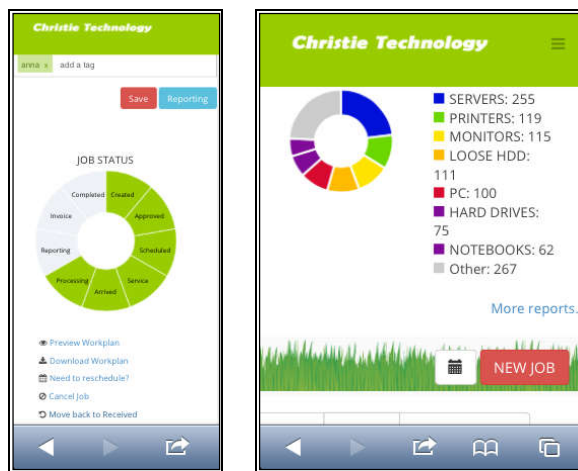 Christie Technology
anna x add a tag
Save Reporting
JOB STATUS
Completed Created
Invoice Approved
Reporting Scheduled
Processing Service
Arrived
Preview Workplan
Download Workplan
Need to reschedule?
Cancel Job
Move back to Received
Christie Technology
SERVERS: 255
PRINTERS: 119
MONITORS: 115
LOOSE HDD:
111
PC: 100
HARD DRIVES:
75
NOTEBOOKS: 62
Other: 267
More reports.
NEW JOB